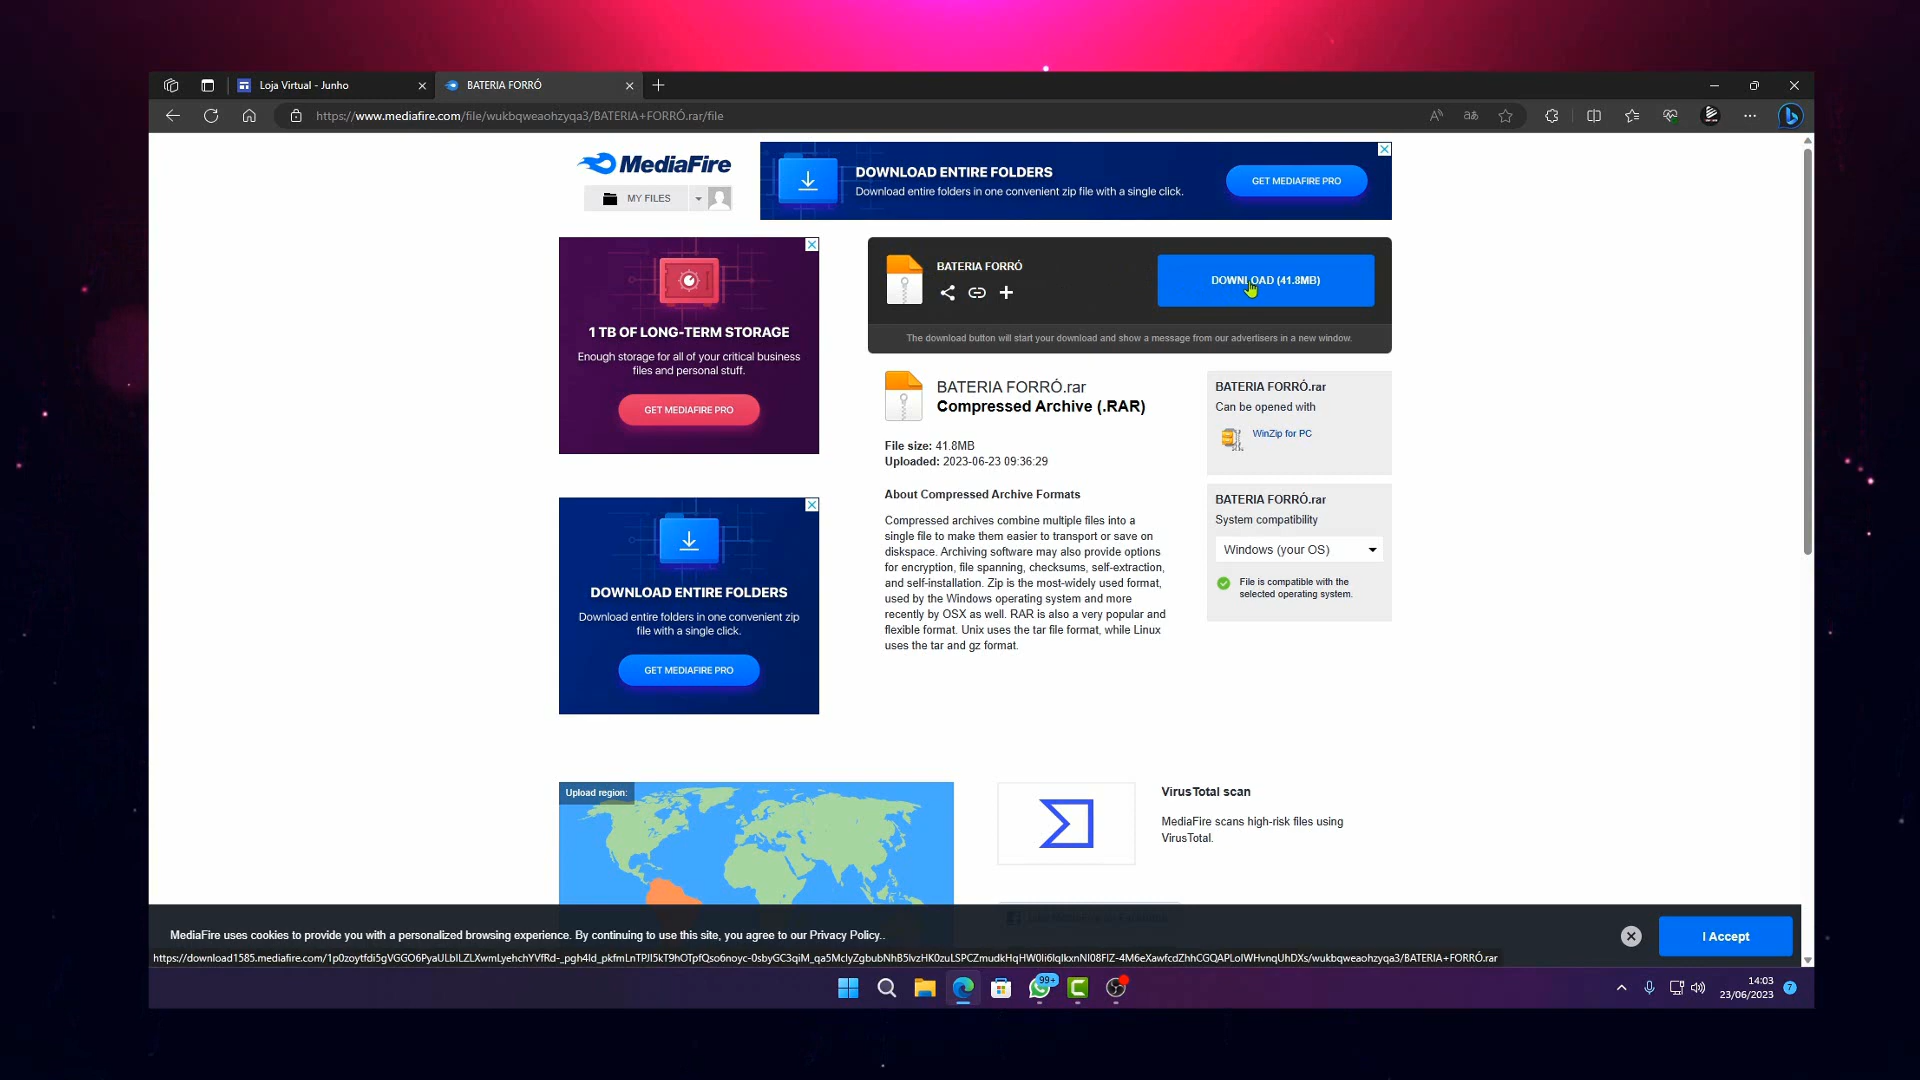 Loja Virtual - Junho
BATERIA FORRÓ
https://www.mediafire.com/file/wukbqweaohzyqa3/BATERIA+FORRÓ.rar/file
MediaFire
MY FILES
DOWNLOAD ENTIRE FOLDERS
Download entire folders in one convenient zip file with a single click.
GET MEDIAFIRE PRO
1 TB OF LONG-TERM STORAGE
Enough storage for all of your critical business
files and personal stuff.
GET MEDIAFIRE PRO
BATERIA FORRÓ
DOWNLOAD (41.8MB)
The download button will start your download and show a message from our advertisers in a new window.
BATERIA FORRÓ.rar
Compressed Archive (.RAR)
File size: 41.8MB
Uploaded: 2023-06-23 09:36:29
About Compressed Archive Formats
Compressed archives combine multiple files into a
single file to make them easier to transport or save on
diskspace. Archiving software may also provide options
for encryption, file spanning, checksums, self-extraction,
and self-installation. Zip is the most-widely used format,
used by the Windows operating system and more
recently by OSX as well. RAR is also a very popular and
flexible format. Unix uses the tar file format, while Linux
uses the tar and gz format.
BATERIA FORRÓ.rar
Can be opened with
WinZip for PC
BATERIA FORRÓ.rar
System compatibility
Windows (your OS)
File is compatible with the
selected operating system.
DOWNLOAD ENTIRE FOLDERS
Download entire folders in one convenient zip
file with a single click.
GET MEDIAFIRE PRO
Upload region:
VirusTotal scan
MediaFire scans high-risk files using
VirusTotal.
MediaFire uses cookies to provide you with a personalized browsing experience. By continuing to use this site, you agree to our Privacy Policy..
I Accept
99+
14:03
23/06/2023
7